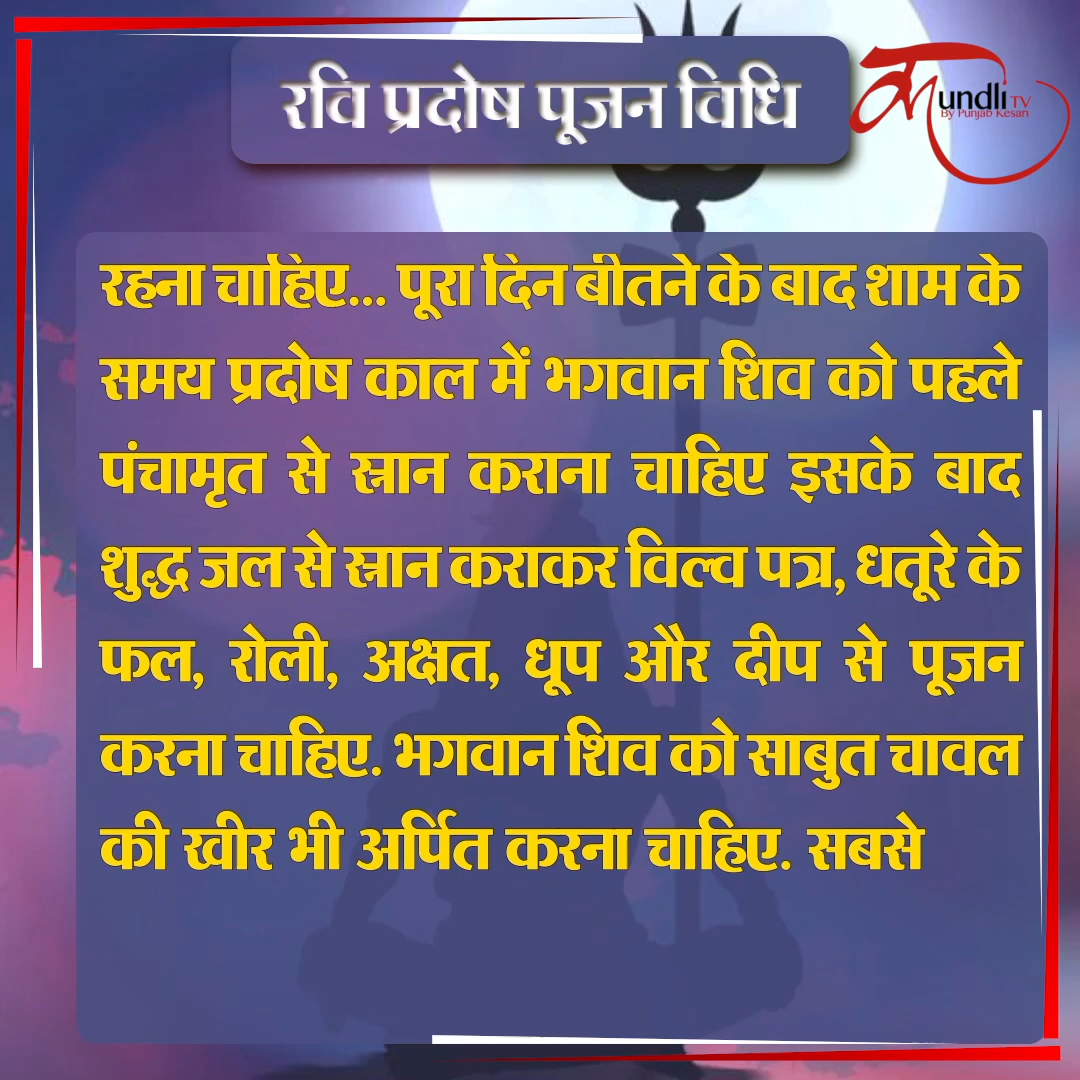 रवि प्रदोष पूजन विधि
कundli TV
By Punjab Kesari
रहना चाहिए... पूरा दिन बीतने के बाद शाम के
समय प्रदोष काल में भगवान शिव को पहले
पंचामृत से स्नान कराना चाहिए इसके बाद
शुद्ध जल से स्नान कराकर विल्व पत्र, धतूरे के
फल, रोली, अक्षत, धूप और दीप से पूजन
करना चाहिए. भगवान शिव को साबुत चावल
की खीर भी अर्पित करना चाहिए. सबसे